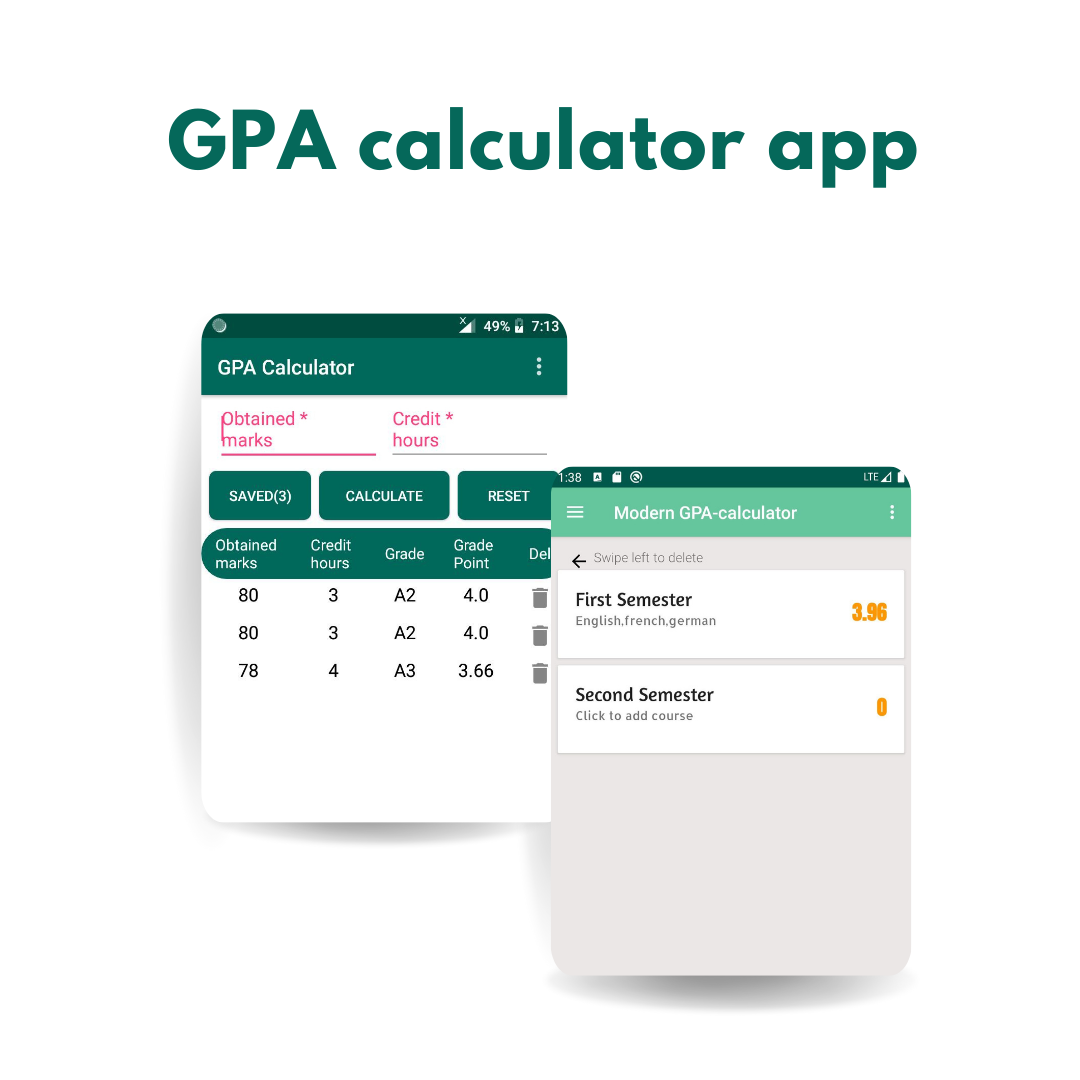 GPA calculator app
49% 7:13
GPA Calculator
Obtained * Credit *
marks hours
SAVED(3) CALCULATE RESET
Obtained Credit Grade Grade Del
marks hours Point
80 3 A2 4.0
80 3 A2 4.0
78 4 A3 3.66
1:38 LTE
Modern GPA-calculator
Swipe left to delete
First Semester 3.96
English,french,german
Second Semester 0
Click to add course